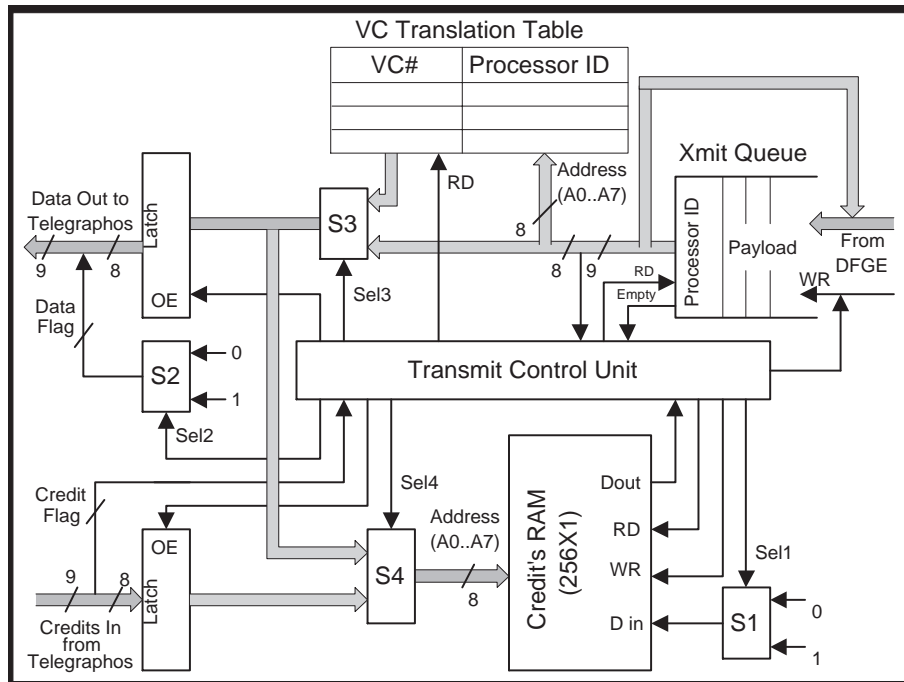 VC Translation Table
VC#
Processor ID
Xmit Queue
Address
(A0..A7)
RD
8
Data Out to
Telegraphos
9
8
Latch
OE
S3
8
9
Processor ID
Payload
From
DFGE
WR
RD
Empty
Sel3
Data
Flag
S2
0
1
Sel2
Transmit Control Unit
Credit
Flag
Sel4
Address
(A0..A7)
8
Credit's RAM
(256X1)
Dout
RD
WR
D in
Sel1
S1
0
1
9
8
Credits In
from
Telegraphos
OE
Latch
S4